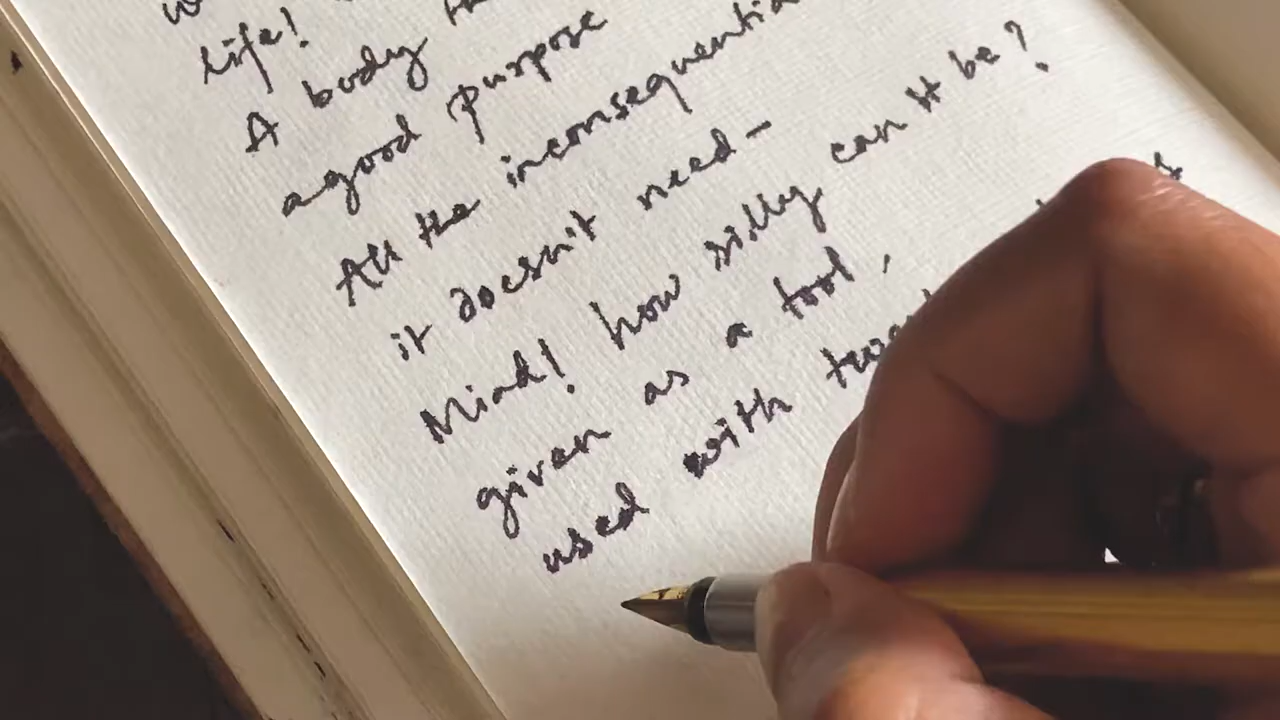 life!
A body
a good purpose
All the inconsequentia
it doesn't need-
Mind! how silly can it be?
given as a tool,
used with